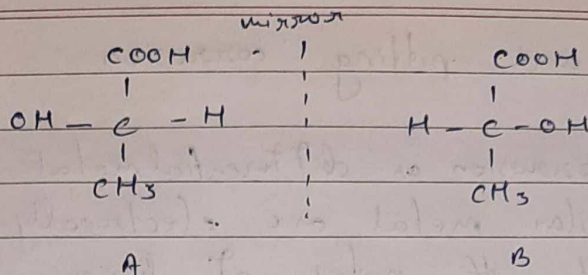 mirror
COOH COOH
OH - C - H H - C - OH
CH3 CH3
A B